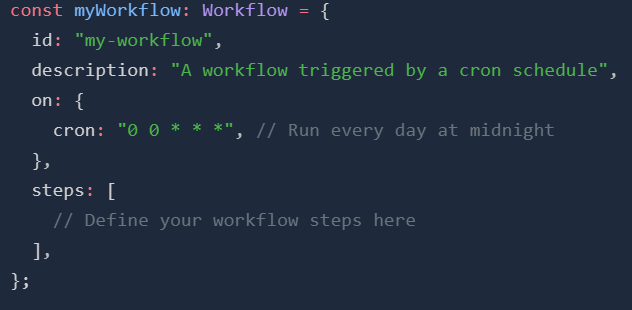 const myWorkflow: Workflow = {
  id: "my-workflow",
  description: "A workflow triggered by a cron schedule",
  on: {
    cron: "0 0 * * *", // Run every day at midnight
  },
  steps: [
    // Define your workflow steps here
  ],
};